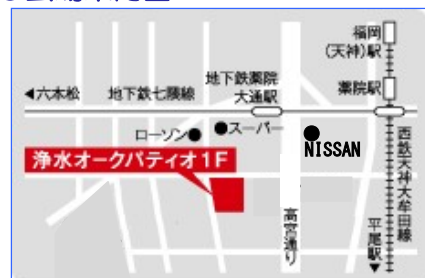 福岡
(天神)駅
地下鉄薬院
大通駅
薬院駅
◀六本松
地下鉄七隈線
ローソン●
●スーパー
NISSAN
浄水オークパティオ1F
西鉄天神大牟田線
高宮通り
平尾駅▼